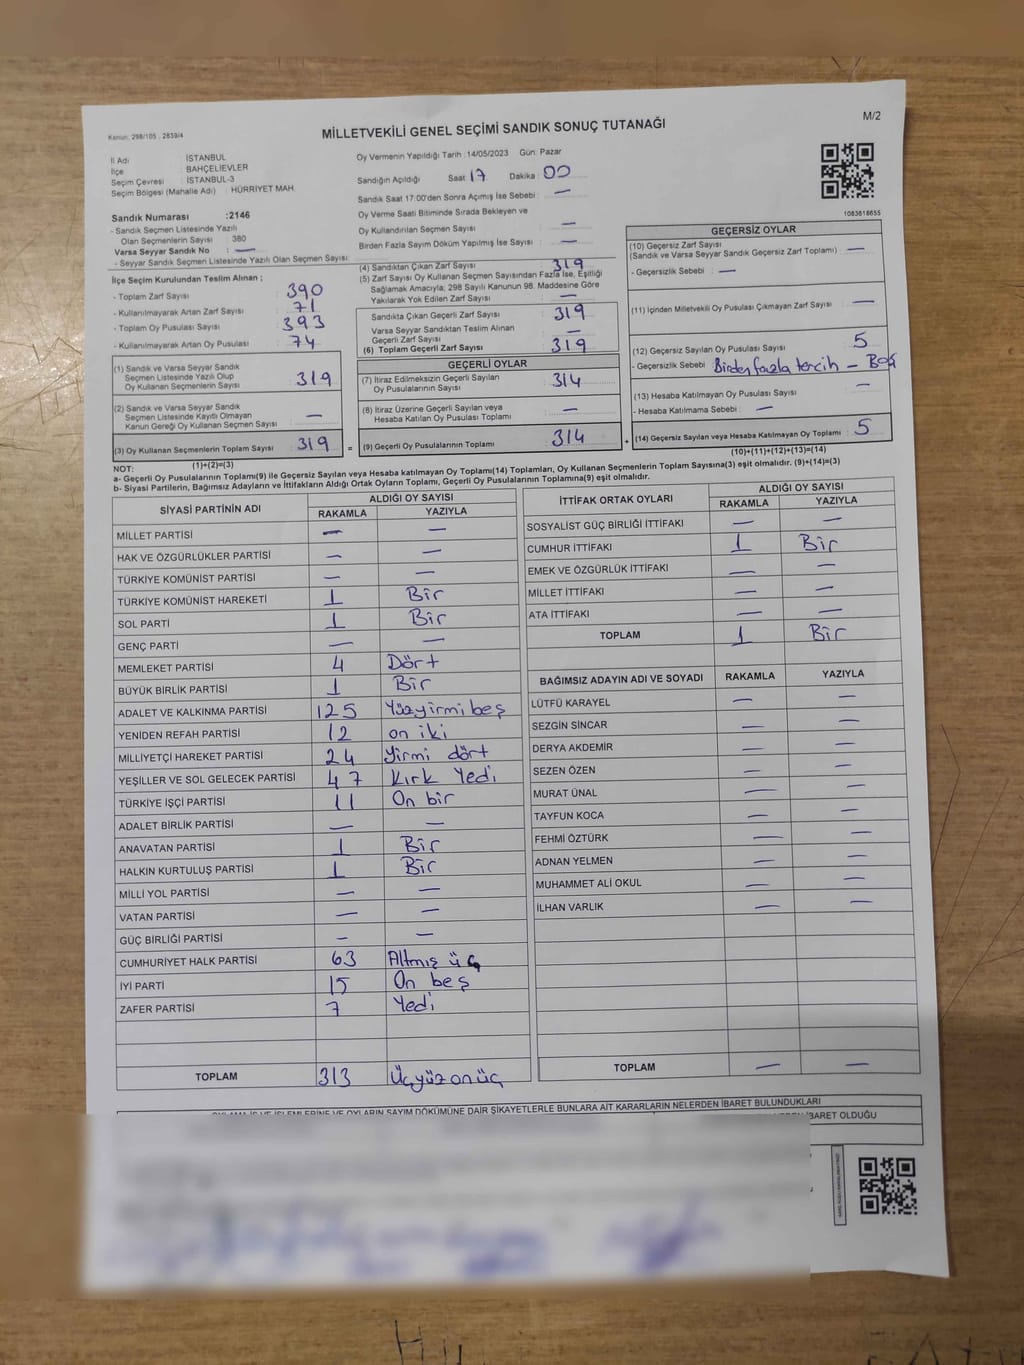 Kanun: 298/105 , 2839/4
MİLLETVEKİLİ GENEL SEÇİMİ SANDIK SONUÇ TUTANAĞI
M/2
İl Adı İSTANBUL
İlçe BAHÇELİEVLER
Seçim Çevresi : İSTANBUL-3
Seçim Bölgesi (Mahalle Adı) : HÜRRİYET MAH.
Sandık Numarası :2146
- Sandık Seçmen Listesinde Yazılı
Olan Seçmenlerin Sayısı : 380
Varsa Seyyar Sandık No : —
- Seyyar Sandık Seçmen Listesinde Yazılı Olan Seçmen Sayısı
Oy Vermenin Yapıldığı Tarih :14/05/2023 Gün: Pazar
Sandığın Açıldığı Saat 17 Dakika : 00
Sandık Saat 17:00'den Sonra Açımış İse Sebebi : —
Oy Verme Saati Bitiminde Sırada Bekleyen ve
Oy Kullandırılan Seçmen Sayısı : —
Birden Fazla Sayım Döküm Yapılmış İse Sayısı : —
1083618655
İlçe Seçim Kurulundan Teslim Alınan ;
- Toplam Zarf Sayısı : 390
- Kullanılmayarak Artan Zarf Sayısı : 71
- Toplam Oy Pusulası Sayısı : 393
- Kullanılmayarak Artan Oy Pusulası : 74
(1) Sandık ve Varsa Seyyar Sandık
Seçmen Listesinde Yazılı Olup
Oy Kullanan Seçmenlerin Sayısı : 319
(2) Sandık ve Varsa Seyyar Sandık
Seçmen Listesinde Kayıtlı Olmayan
Kanun Gereği Oy Kullanan Seçmen Sayısı : —
(3) Oy Kullanan Seçmenlerin Toplam Sayısı : 319
(1)+(2)=(3)
(4) Sandıktan Çıkan Zarf Sayısı : 319
(5) Zarf Sayısı Oy Kullanan Seçmen Sayısından Fazla İse, Eşitliği
Sağlamak Amacıyla; 298 Sayılı Kanunun 98. Maddesine Göre
Yakılarak Yok Edilen Zarf Sayısı : —
Sandıkta Çıkan Geçerli Zarf Sayısı : 319
Varsa Seyyar Sandıktan Teslim Alınan
Geçerli Zarf Sayısı : —
(6) Toplam Geçerli Zarf Sayısı : 319
GEÇERLİ OYLAR
(7) İtiraz Edilmeksizin Geçerli Sayılan
Oy Pusulalarının Sayısı : 314
(8) İtiraz Üzerine Geçerli Sayılan veya
Hesaba Katılan Oy Pusulası Toplamı : —
= (9) Geçerli Oy Pusulalarının Toplamı : 314 +
GEÇERSİZ OYLAR
(10) Geçersiz Zarf Sayısı
(Sandık ve Varsa Seyyar Sandık Geçersiz Zarf Toplamı) : —
- Geçersizlik Sebebi : —
(11) İçinden Milletvekili Oy Pusulası Çıkmayan Zarf Sayısı : —
(12) Geçersiz Sayılan Oy Pusulası Sayısı : 5
- Geçersizlik Sebebi : Birden fazla tercih – Boş
(13) Hesaba Katılmayan Oy Pusulası Sayısı : —
- Hesaba Katılmama Sebebi : —
(14) Geçersiz Sayılan veya Hesaba Katılmayan Oy Toplamı : 5
(10)+(11)+(12)+(13)=(14)
NOT:
a- Geçerli Oy Pusulalarının Toplamı(9) ile Geçersiz Sayılan veya Hesaba katılmayan Oy Toplamı(14) Toplamları, Oy Kullanan Seçmenlerin Toplam Sayısına(3) eşit olmalıdır. (9)+(14)=(3)
b- Siyasi Partilerin, Bağımsız Adayların ve İttifakların Aldığı Ortak Oyların Toplamı, Geçerli Oy Pusulalarının Toplamına(9) eşit olmalıdır.
SİYASİ PARTİNİN ADI ALDIĞI OY SAYISI
RAKAMLA YAZIYLA
MİLLET PARTİSİ — —
HAK VE ÖZGÜRLÜKLER PARTİSİ — —
TÜRKİYE KOMÜNİST PARTİSİ — —
TÜRKİYE KOMÜNİST HAREKETİ 1 Bir
SOL PARTİ 1 Bir
GENÇ PARTİ — —
MEMLEKET PARTİSİ 4 Dört
BÜYÜK BİRLİK PARTİSİ 1 Bir
ADALET VE KALKINMA PARTİSİ 125 Yüzyirmi beş
YENİDEN REFAH PARTİSİ 12 on iki
MİLLİYETÇİ HAREKET PARTİSİ 24 Yirmi dört
YEŞİLLER VE SOL GELECEK PARTİSİ 47 Kırk Yedi
TÜRKİYE İŞÇİ PARTİSİ 11 On bir
ADALET BİRLİK PARTİSİ — —
ANAVATAN PARTİSİ 1 Bir
HALKIN KURTULUŞ PARTİSİ 1 Bir
MİLLİ YOL PARTİSİ — —
VATAN PARTİSİ — —
GÜÇ BİRLİĞİ PARTİSİ — —
CUMHURİYET HALK PARTİSİ 63 Altmış üç
İYİ PARTİ 15 On beş
ZAFER PARTİSİ 7 Yedi
TOPLAM 313 Üçyüz onüç
İTTİFAK ORTAK OYLARI ALDIĞI OY SAYISI
RAKAMLA YAZIYLA
SOSYALİST GÜÇ BİRLİĞİ İTTİFAKI — —
CUMHUR İTTİFAKI 1 Bir
EMEK VE ÖZGÜRLÜK İTTİFAKI — —
MİLLET İTTİFAKI — —
ATA İTTİFAKI — —
TOPLAM 1 Bir
BAĞIMSIZ ADAYIN ADI VE SOYADI RAKAMLA YAZIYLA
LÜTFÜ KARAYEL — —
SEZGİN SİNCAR — —
DERYA AKDEMİR — —
SEZEN ÖZEN — —
MURAT ÜNAL — —
TAYFUN KOCA — —
FEHMİ ÖZTÜRK — —
ADNAN YELMEN — —
MUHAMMET ALİ OKUL — —
İLHAN VARLIK — —
TOPLAM — —
İŞLEMLERİNE VE OYLARIN SAYIM DÖKÜMÜNE DAİR ŞİKAYETLERLE BUNLARA AİT KARARLARIN NELERDEN İBARET BULUNDUKLARI
İBARET OLDUĞU